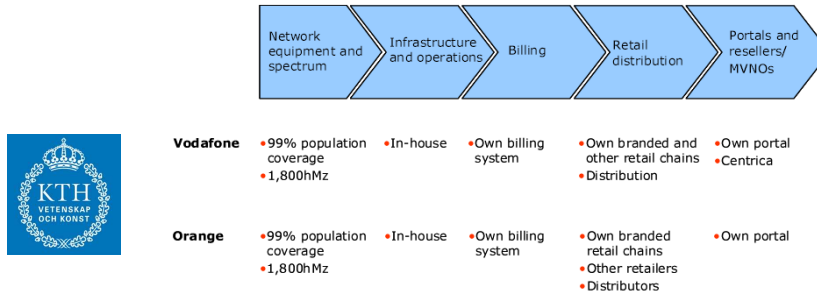 Network
equipment and
spectrum
Infrastructure
and operations
Billing
Retail
distribution
Portals and
resellers/
MVNOs
KTH
VETENSKAP
OCH KONST
Vodafone
•99% population
coverage
•1,800hMz
•In-house
•Own billing
system
•Own branded and
other retail chains
•Distribution
•Own portal
•Centrica
Orange
•99% population
coverage
•1,800hMz
•In-house
•Own billing
system
•Own branded
retail chains
•Other retailers
•Distributors
•Own portal